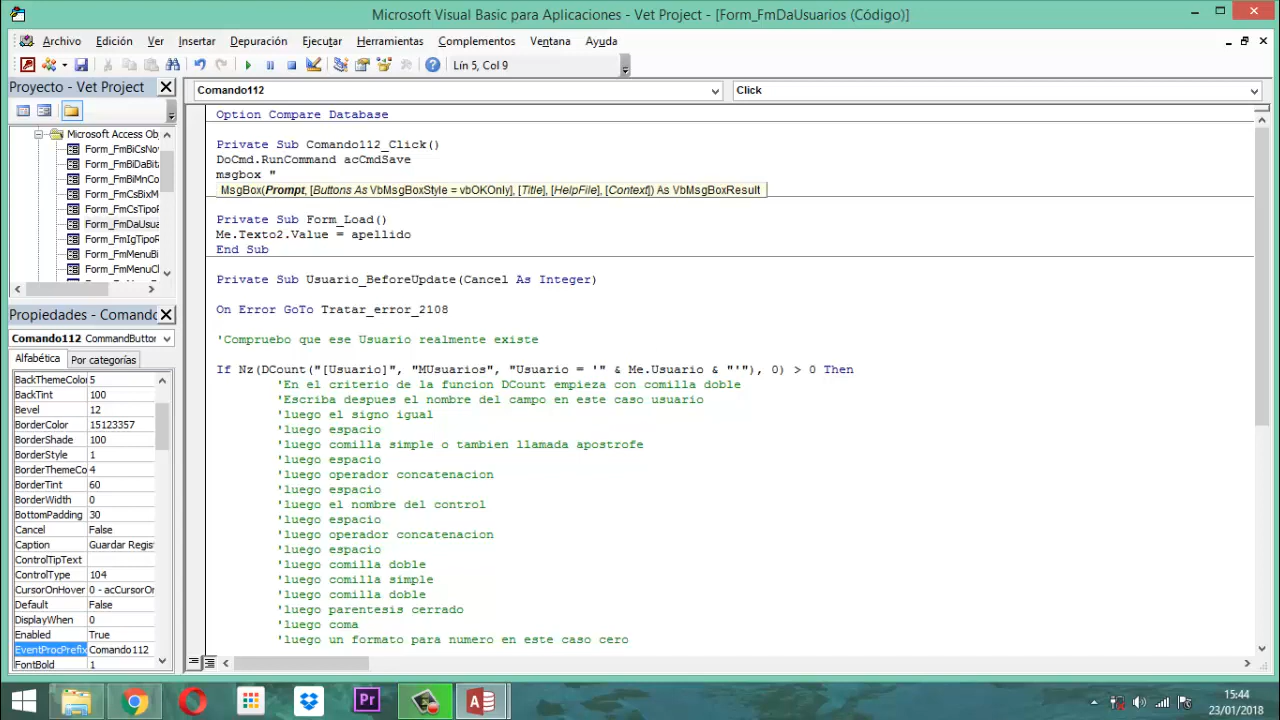 Microsoft Visual Basic para Aplicaciones - Vet Project - [Form_FmDaUsuarios (Código)]
Archivo Edición Ver Insertar Depuración Ejecutar Herramientas Complementos Ventana Ayuda
Lín 5, Col 9
Proyecto - Vet Project
Comando112 Click
Microsoft Access Obj
Form_FmBiCsNo
Form_FmBiDaBit
Form_FmBiMnCo
Form_FmCsBixM
Form_FmCsTipoF
Form_FmDaUsua
Form_FmIgTipoR
Form_FmMenuBi
Form_FmMenuCl
Propiedades - Comando
Comando112 CommandButton
Alfabética Por categorías
BackThemeColor 5
BackTint 100
Bevel 12
BorderColor 15123357
BorderShade 100
BorderStyle 1
BorderThemeCo 4
BorderTint 60
BorderWidth 0
BottomPadding 30
Cancel False
Caption Guardar Regis
ControlTipText
ControlType 104
CursorOnHover 0 - acCursorOn
Default False
DisplayWhen 0
Enabled True
EventProcPrefix Comando112
FontBold 1
Option Compare Database
Private Sub Comando112_Click()
DoCmd.RunCommand acCmdSave
msgbox "
MsgBox(Prompt, [Buttons As VbMsgBoxStyle = vbOKOnly], [Title], [HelpFile], [Context]) As VbMsgBoxResult
Private Sub Form_Load()
Me.Texto2.Value = apellido
End Sub
Private Sub Usuario_BeforeUpdate(Cancel As Integer)
On Error GoTo Tratar_error_2108
'Compruebo que ese Usuario realmente existe
If Nz(DCount("[Usuario]", "MUsuarios", "Usuario = '" & Me.Usuario & "'"), 0) > 0 Then
'En el criterio de la funcion DCount empieza con comilla doble
'Escriba despues el nombre del campo en este caso usuario
'luego el signo igual
'luego espacio
'luego comilla simple o tambien llamada apostrofe
'luego espacio
'luego operador concatenacion
'luego espacio
'luego el nombre del control
'luego espacio
'luego operador concatenacion
'luego espacio
'luego comilla doble
'luego comilla simple
'luego comilla doble
'luego parentesis cerrado
'luego coma
'luego un formato para numero en este caso cero
Pr
15:44
23/01/2018